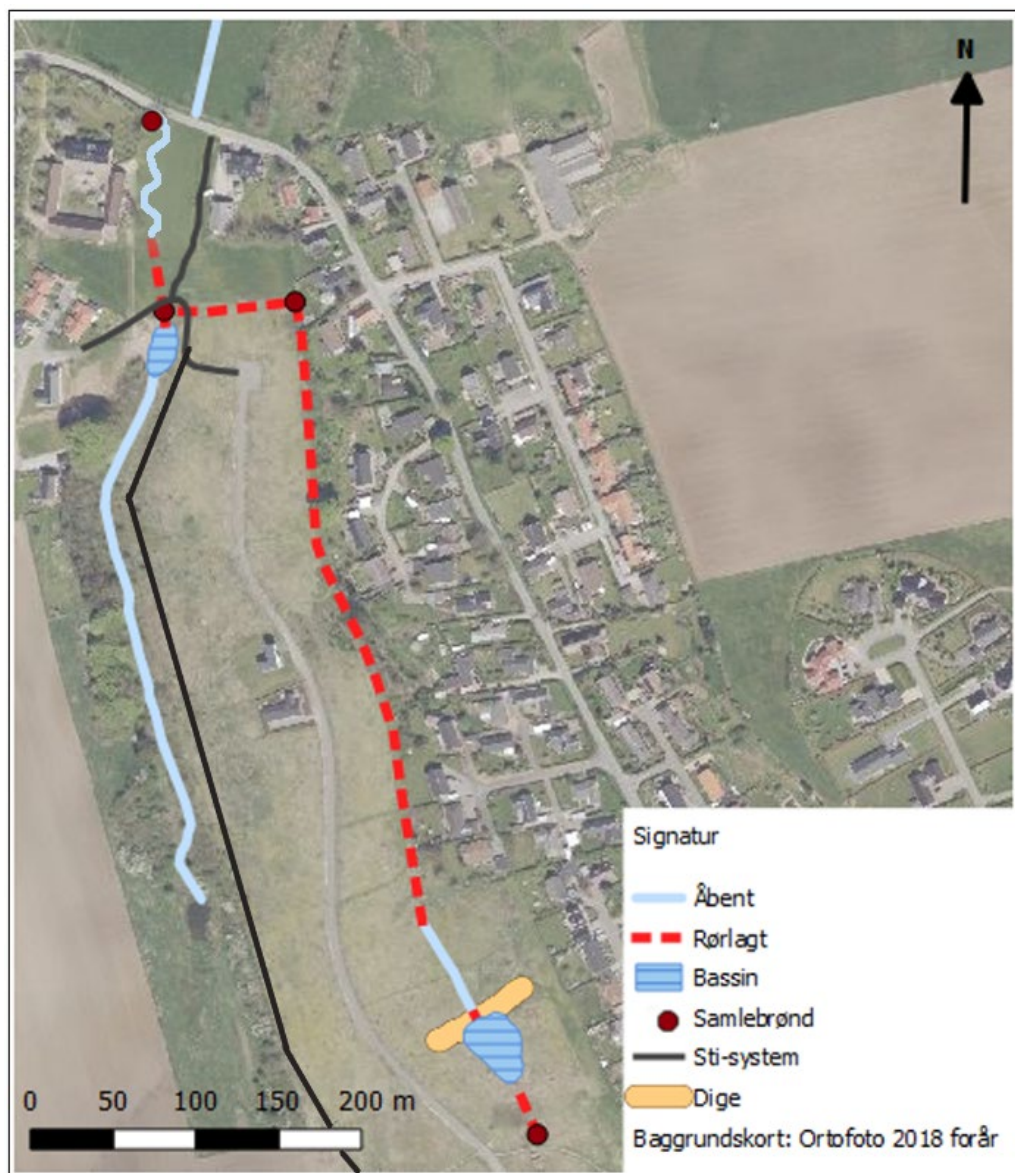 N
Signatur
Åbent
Rørlagt
Bassin
Samlebrønd
Sti-system
Dige
Baggrundskort: Ortofoto 2018 forår
0 50 100 150 200 m